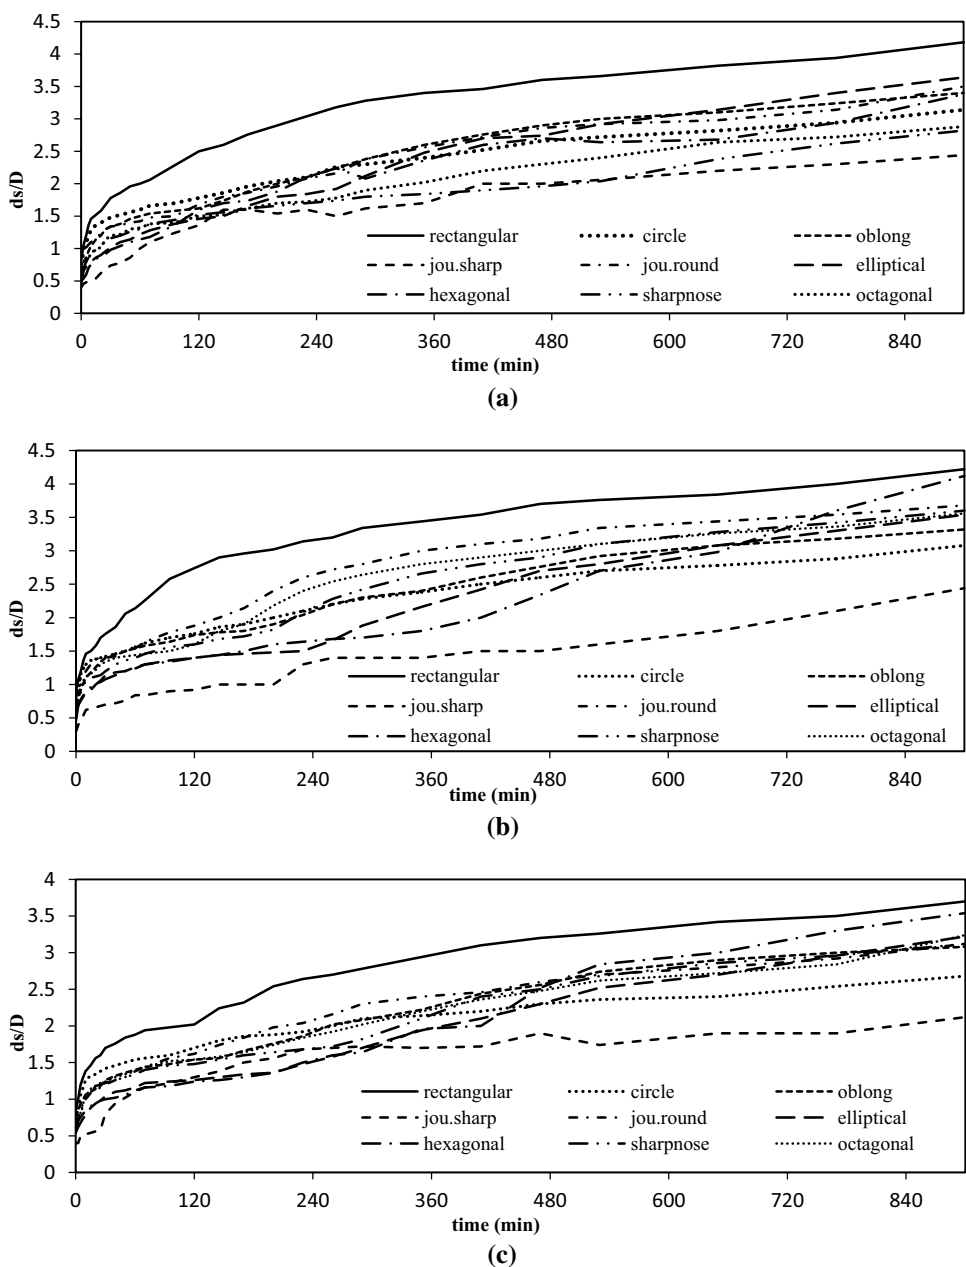 4.5
4
3.5
3
2.5
2
1.5
1
0.5
0
ds/D
rectangular circle oblong
jou.sharp jou.round elliptical
hexagonal sharpnose octagonal
0 120 240 360 480 600 720 840
time (min)
(a)
4.5
4
3.5
3
2.5
2
1.5
1
0.5
0
ds/D
rectangular circle oblong
jou.sharp jou.round elliptical
hexagonal sharpnose octagonal
0 120 240 360 480 600 720 840
time (min)
(b)
4
3.5
3
2.5
2
1.5
1
0.5
0
ds/D
rectangular circle oblong
jou.sharp jou.round elliptical
hexagonal sharpnose octagonal
0 120 240 360 480 600 720 840
time (min)
(c)